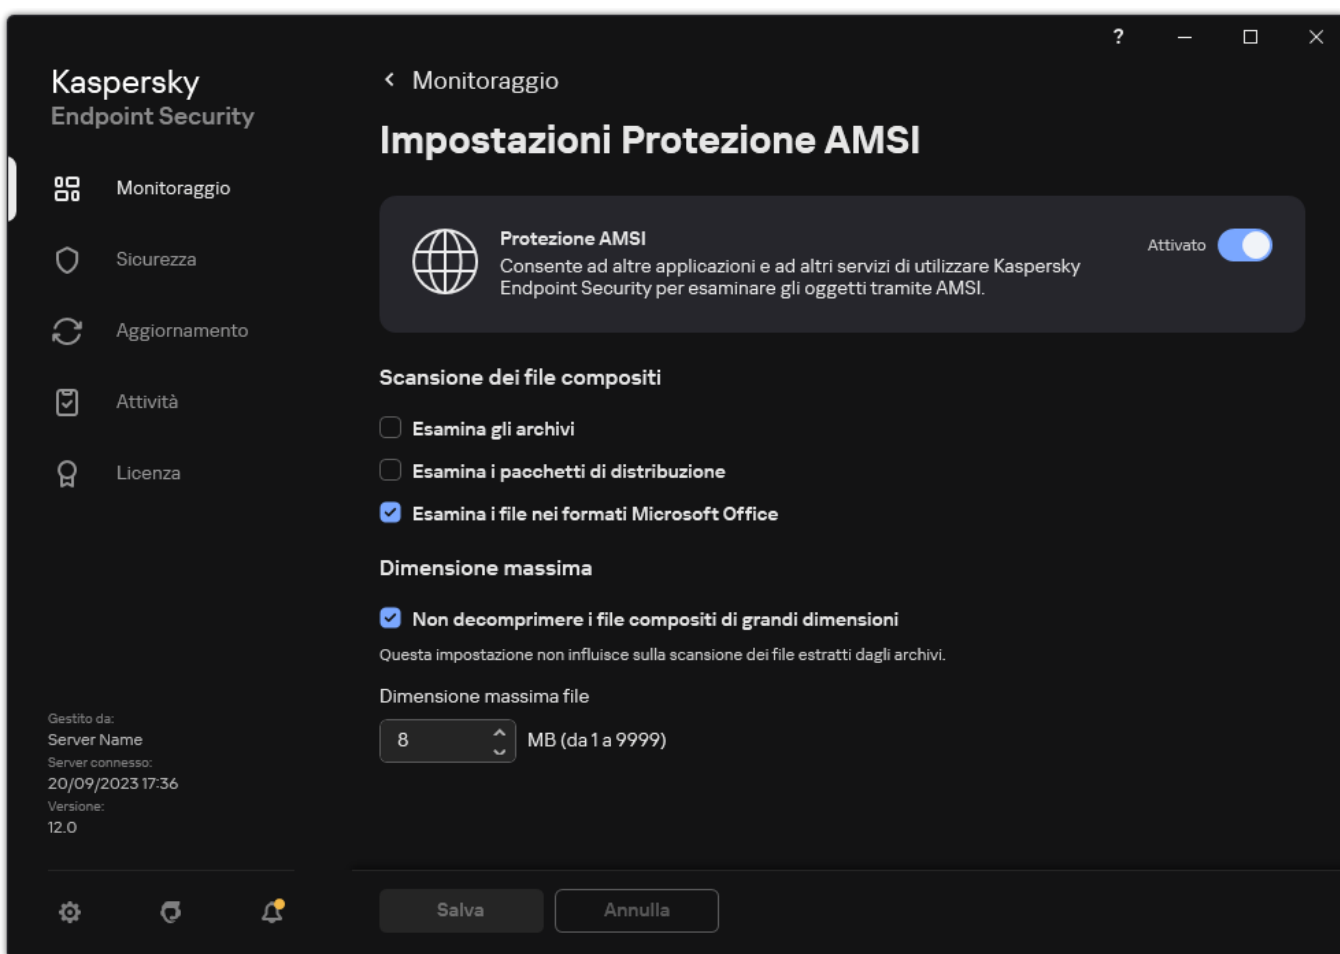 ?
Kaspersky
Endpoint Security
Monitoraggio
Sicurezza
Aggiornamento
Attività
Licenza
Gestito da:
Server Name
Server connesso:
20/09/2023 17:36
Versione:
12.0
Monitoraggio
Impostazioni Protezione AMSI
Protezione AMSI
Consente ad altre applicazioni e ad altri servizi di utilizzare Kaspersky
Endpoint Security per esaminare gli oggetti tramite AMSI.
Attivato
Scansione dei file compositi
Esamina gli archivi
Esamina i pacchetti di distribuzione
Esamina i file nei formati Microsoft Office
Dimensione massima
Non decomprimere i file compositi di grandi dimensioni
Questa impostazione non influisce sulla scansione dei file estratti dagli archivi.
Dimensione massima file
8 MB (da 1 a 9999)
Salva
Annulla